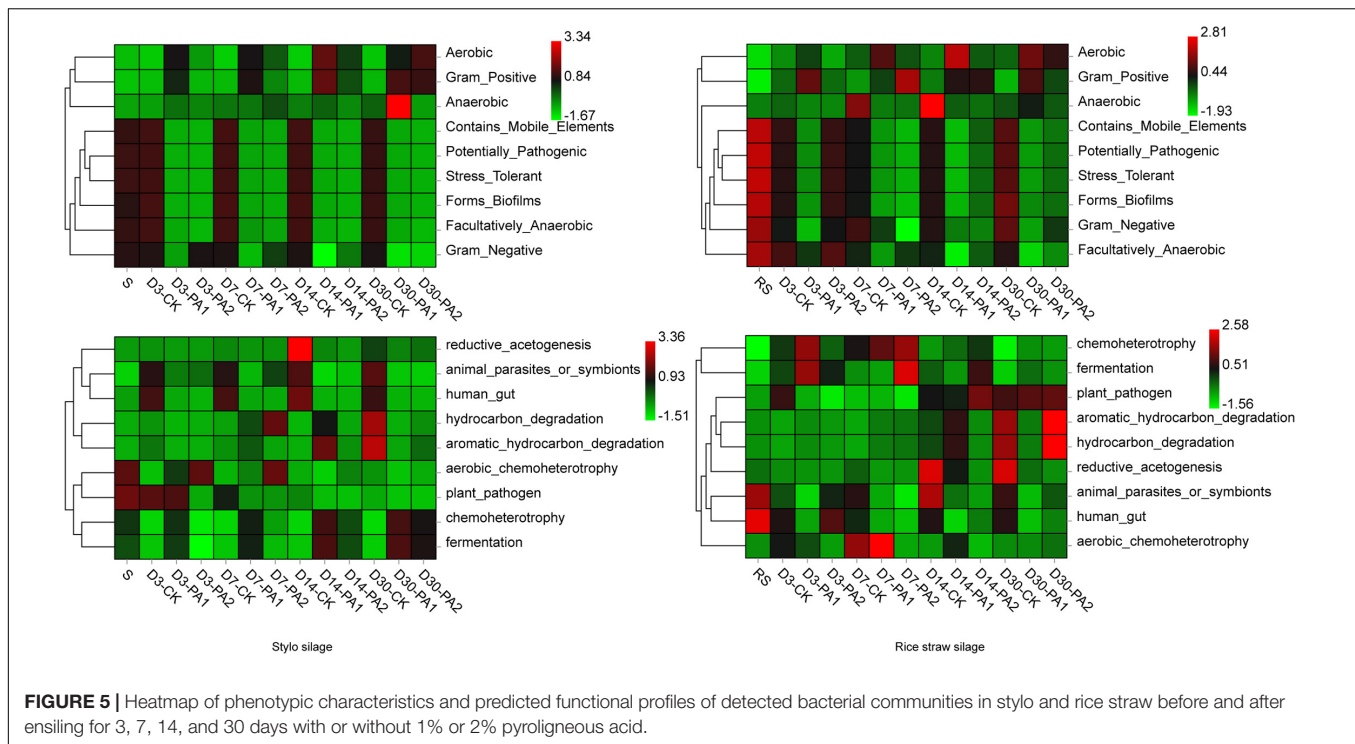 Aerobic
Gram_Positive
Anaerobic
Contains_Mobile_Elements
Potentially_Pathogenic
Stress_Tolerant
Forms_Biofilms
Facultatively_Anaerobic
Gram_Negative
3.34
0.84
-1.67
S
D3-CK
D3-PA1
D3-PA2
D7-CK
D7-PA1
D7-PA2
D14-CK
D14-PA1
D14-PA2
D30-CK
D30-PA1
D30-PA2
Aerobic
Gram_Positive
Anaerobic
Contains_Mobile_Elements
Potentially_Pathogenic
Stress_Tolerant
Forms_Biofilms
Gram_Negative
Facultatively_Anaerobic
2.81
0.44
-1.93
RS
D3-CK
D3-PA1
D3-PA2
D7-CK
D7-PA1
D7-PA2
D14-CK
D14-PA1
D14-PA2
D30-CK
D30-PA1
D30-PA2
reductive_acetogenesis
animal_parasites_or_symbionts
human_gut
hydrocarbon_degradation
aromatic_hydrocarbon_degradation
aerobic_chemoheterotrophy
plant_pathogen
chemoheterotrophy
fermentation
3.36
0.93
-1.51
S
D3-CK
D3-PA1
D3-PA2
D7-CK
D7-PA1
D7-PA2
D14-CK
D14-PA1
D14-PA2
D30-CK
D30-PA1
D30-PA2
Stylo silage
chemoheterotrophy
fermentation
plant_pathogen
aromatic_hydrocarbon_degradation
hydrocarbon_degradation
reductive_acetogenesis
animal_parasites_or_symbionts
human_gut
aerobic_chemoheterotrophy
2.58
0.51
-1.56
RS
D3-CK
D3-PA1
D3-PA2
D7-CK
D7-PA1
D7-PA2
D14-CK
D14-PA1
D14-PA2
D30-CK
D30-PA1
D30-PA2
Rice straw silage
FIGURE 5 | Heatmap of phenotypic characteristics and predicted functional profiles of detected bacterial communities in stylo and rice straw before and after
ensiling for 3, 7, 14, and 30 days with or without 1% or 2% pyroligneous acid.